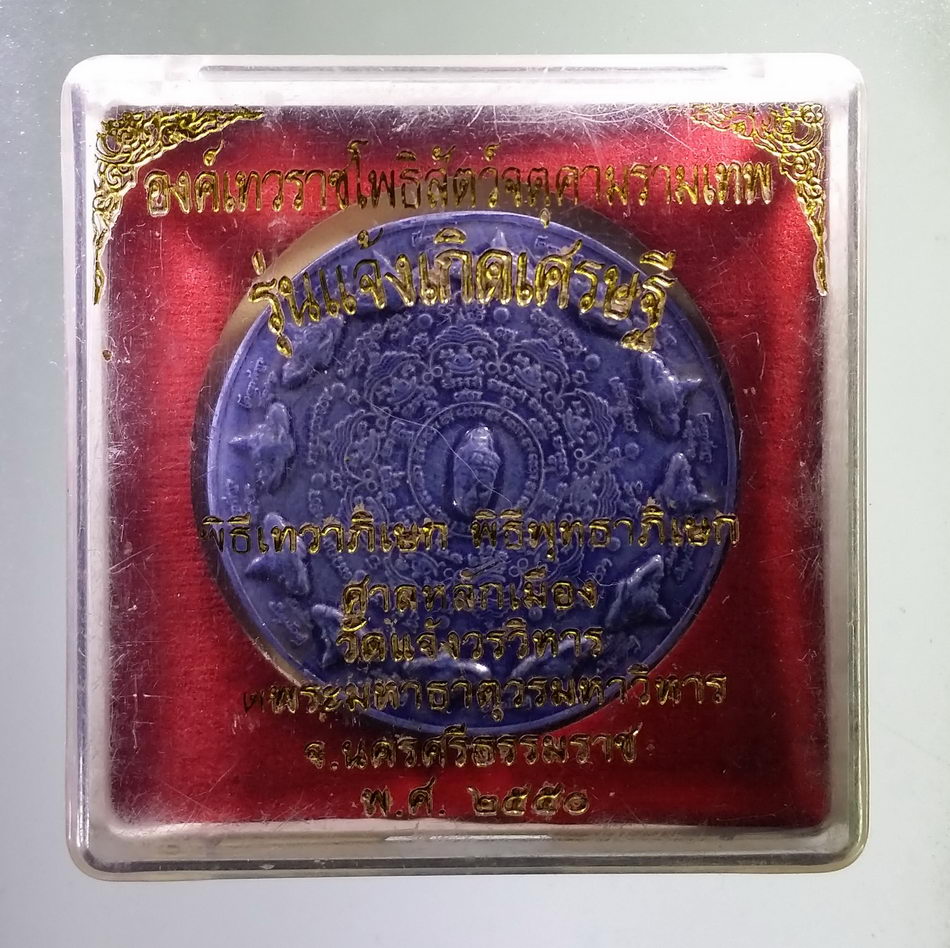 องค์เทวราชโพธิสัตว์จตุคามรามเทพ
รุ่นแจ้งเกิดเศรษฐี
พิธีเทวาภิเษก พิธีพุทธาภิเษก
ศาลหลักเมือง
วัดแจ้งวรวิหาร
พระมหาธาตุวรมหาวิหาร
จ.นครศรีธรรมราช
พ.ศ. ๒๕๕๐